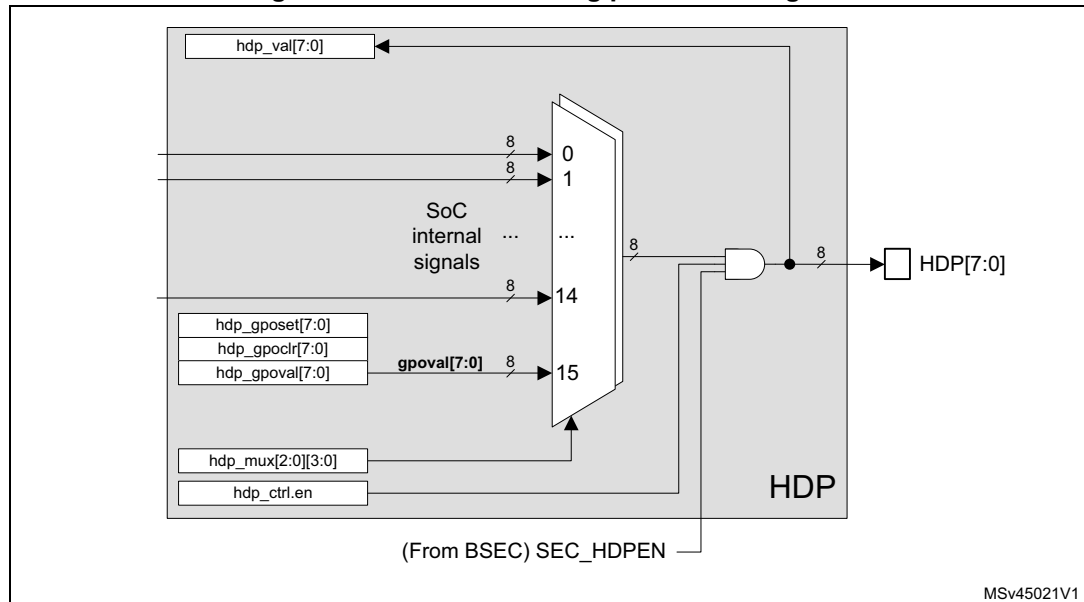 hdp_val[7:0]
8
0
8
1
SoC
internal
signals
...
...
8
8
HDP[7:0]
8
14
hdp_gposet[7:0]
hdp_gpoclr[7:0]
hdp_gpoval[7:0]
gpoval[7:0]
8
15
hdp_mux[2:0][3:0]
hdp_ctrl.en
HDP
(From BSEC) SEC_HDPEN
MSv45021V1